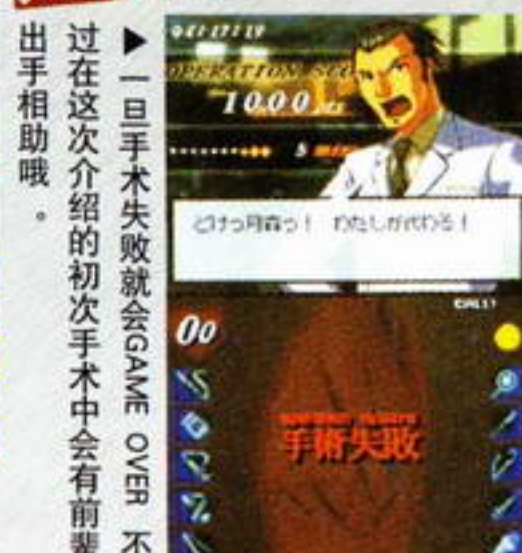 ▶一旦手术失败就会GAME OVER 不
过在这次介绍的初次手术中会有前辈
出手相助哦。
1000
どけっ月森っ! わたしが代わる!
00
手術失敗